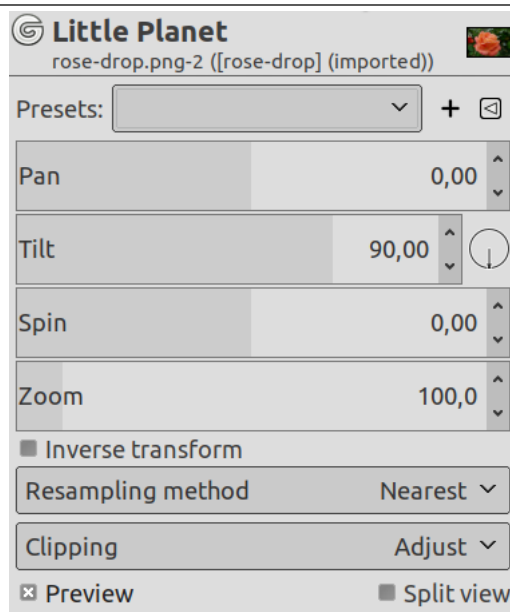 Little Planet
rose-drop.png-2 ([rose-drop] (imported))
Presets:
Pan 0,00
Tilt 90,00
Spin 0,00
Zoom 100,0
Inverse transform
Resampling method Nearest
Clipping Adjust
Preview Split view